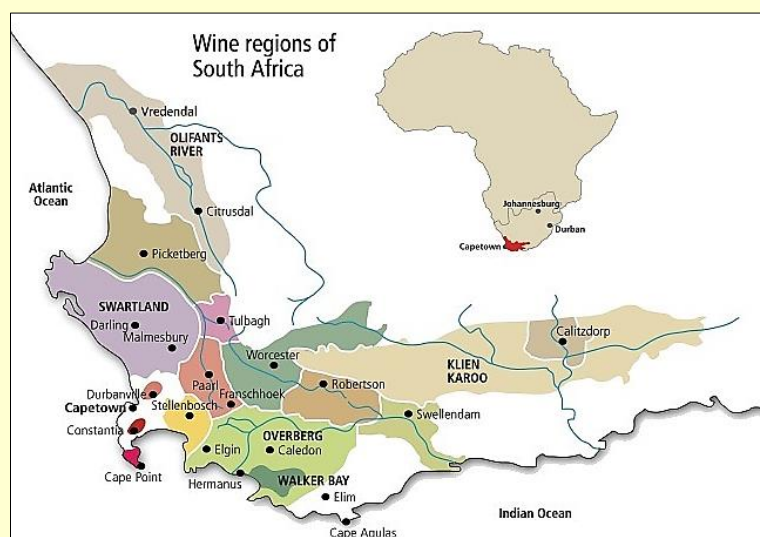 Wine regions of
South Africa
Vredendal
OLIFANTS
RIVER
Atlantic
Ocean
Citrusdal
Johannesburg
Durban
Capetown
Picketberg
SWARTLAND
Darling
Malmesbury
Tulbagh
Calitzdorp
Worcester
KLIEN
KAROO
Paarl
Robertson
Durbanville
Franschhoek
Capetown
Stellenbosch
Swellendam
Constantia
OVERBERG
Elgin
Caledon
Cape Point
Hermanus
WALKER BAY
Elim
Indian Ocean
Cape Agulas